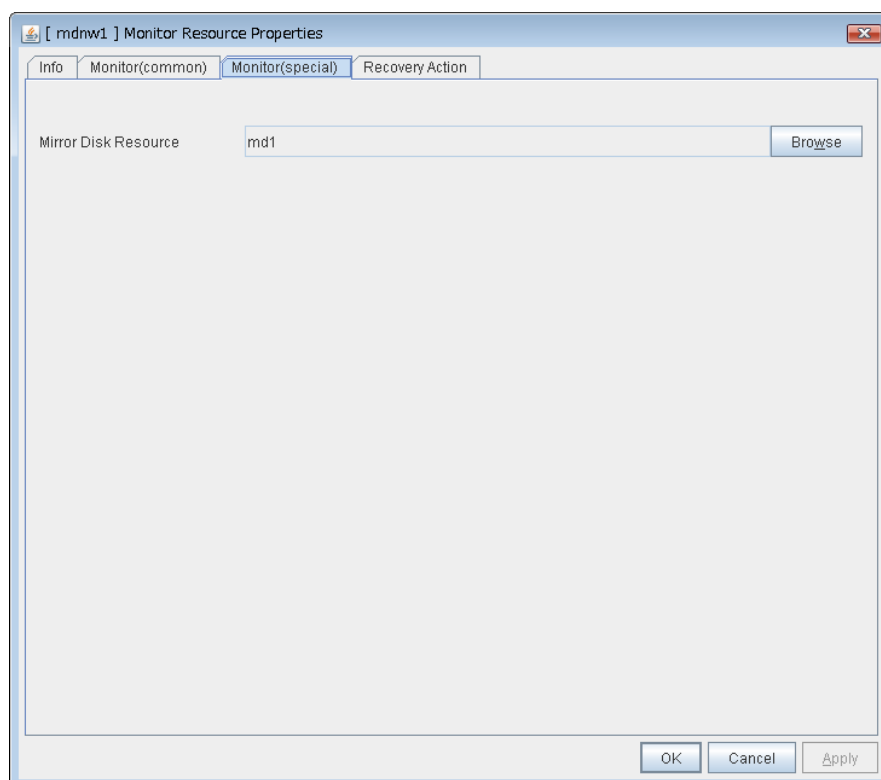 [ mdnw1 ] Monitor Resource Properties
Info Monitor(common) Monitor(special) Recovery Action
Mirror Disk Resource md1 Browse
OK Cancel Apply